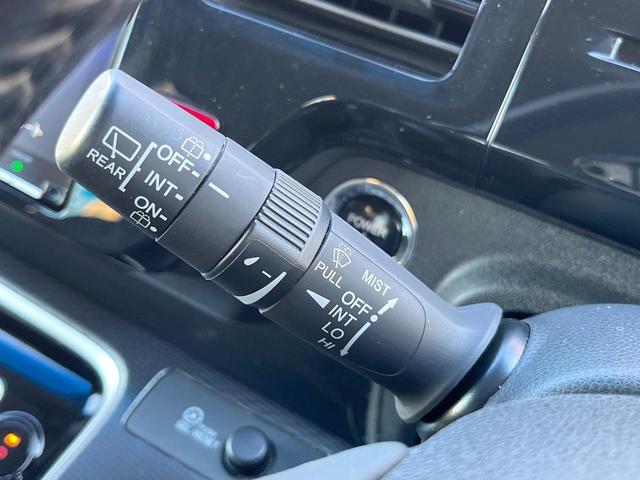 REAR
OFF-
INT-
ON-
PULL
MIST
OFF
INT
LO
HI
POWER